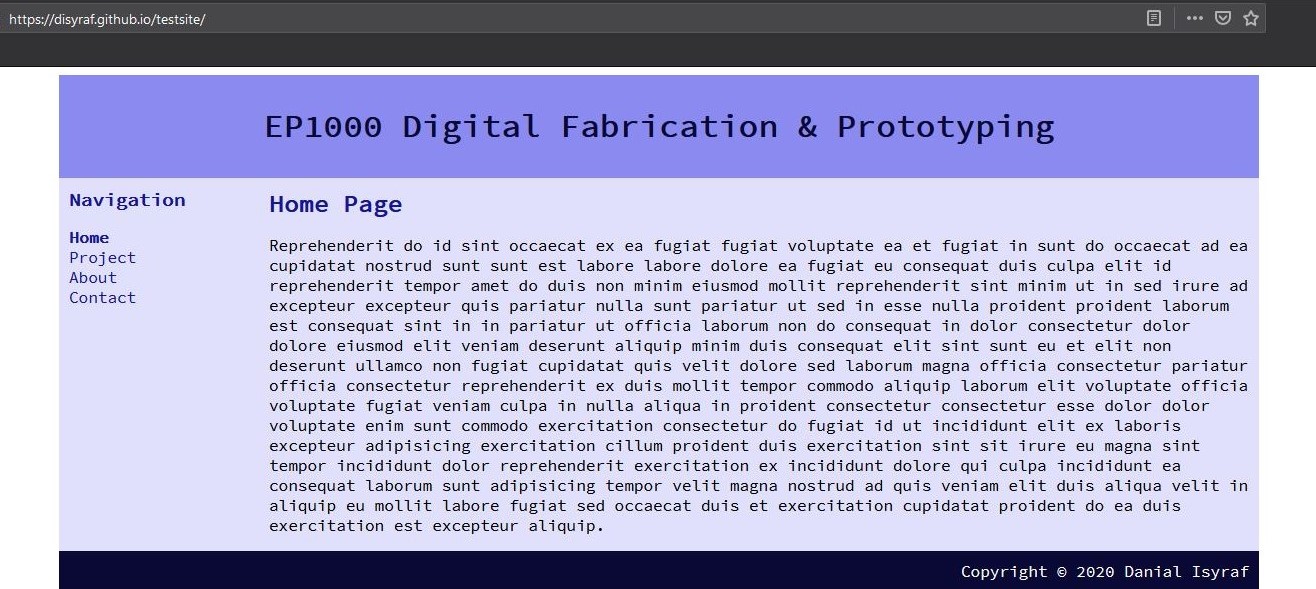 https://disyraf.github.io/testsite/
EP1000 Digital Fabrication & Prototyping
Navigation
Home
Project
About
Contact
Home Page
Reprehenderit do id sint occaecat ex ea fugiat fugiat voluptate ea et fugiat in sunt do occaecat ad ea
cupidatat nostrud sunt sunt est labore labore dolore ea fugiat eu consequat duis culpa elit id
reprehenderit tempor amet do duis non minim eiusmod mollit reprehenderit sint minim ut in sed irure ad
excepteur excepteur quis pariatur nulla sunt pariatur ut sed in esse nulla proident proident laborum
est consequat sint in in pariatur ut officia laborum non do consequat in dolor consectetur dolor
dolore eiusmod elit veniam deserunt aliquip minim duis consequat elit sint sunt eu et elit non
deserunt ullamco non fugiat cupidatat quis velit dolore sed laborum magna officia consectetur pariatur
officia consectetur reprehenderit ex duis mollit tempor commodo aliquip laborum elit voluptate officia
voluptate fugiat veniam culpa in nulla aliqua in proident consectetur consectetur esse dolor dolor
voluptate enim sunt commodo exercitation consectetur do fugiat id ut incididunt elit ex laboris
excepteur adipisicing exercitation cillum proident duis exercitation sint sit irure eu magna sint
tempor incididunt dolor reprehenderit exercitation ex incididunt dolore qui culpa incididunt ea
consequat laborum sunt adipisicing tempor velit magna nostrud ad quis veniam elit duis aliqua velit in
aliquip eu mollit labore fugiat sed occaecat duis et exercitation cupidatat proident do ea duis
exercitation est excepteur aliquip.
Copyright © 2020 Danial Isyraf